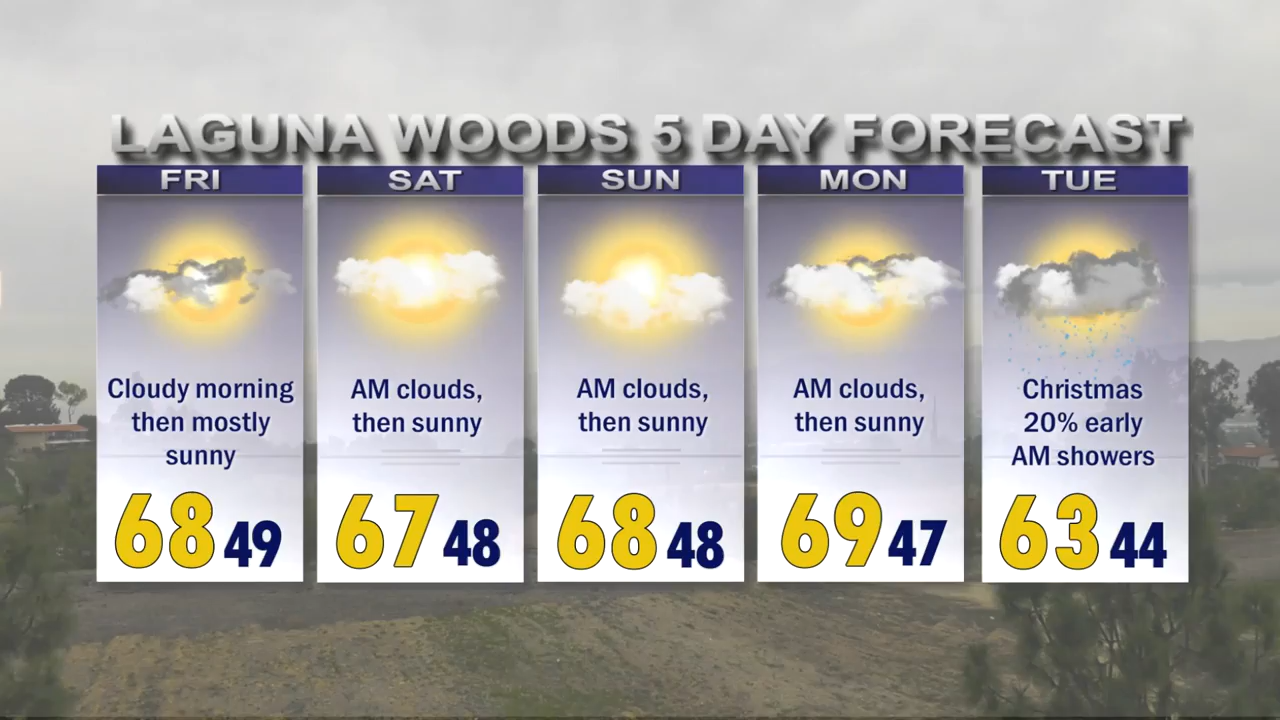 LAGUNA WOODS 5 DAY FORECAST
FRI
Cloudy morning
then mostly
sunny
68 49
SAT
AM clouds,
then sunny
67 48
SUN
AM clouds,
then sunny
68 48
MON
AM clouds,
then sunny
69 47
TUE
Christmas
20% early
AM showers
63 44